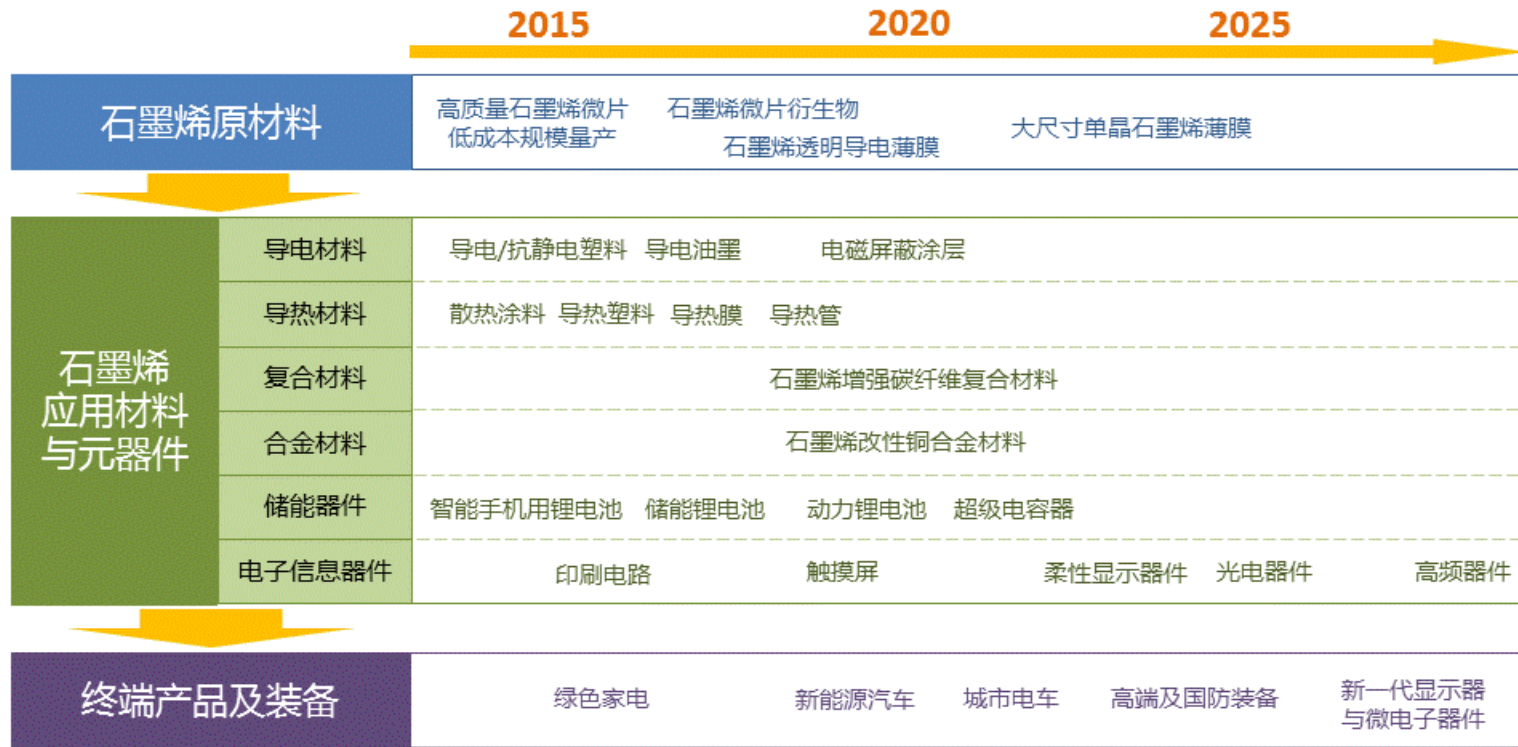 2015 2020 2025
石墨烯原材料
高质量石墨烯微片
低成本规模量产
石墨烯微片衍生物
石墨烯透明导电薄膜
大尺寸单晶石墨烯薄膜
石墨烯
应用材料
与元器件
导电材料 导电/抗静电塑料 导电油墨 电磁屏蔽涂层
导热材料 散热涂料 导热塑料 导热膜 导热管
复合材料 石墨烯增强碳纤维复合材料
合金材料 石墨烯改性铜合金材料
储能器件 智能手机用锂电池 储能锂电池 动力锂电池 超级电容器
电子信息器件 印刷电路 触摸屏 柔性显示器件 光电器件 高频器件
终端产品及装备 绿色家电 新能源汽车 城市电车 高端及国防装备
新一代显示器
与微电子器件